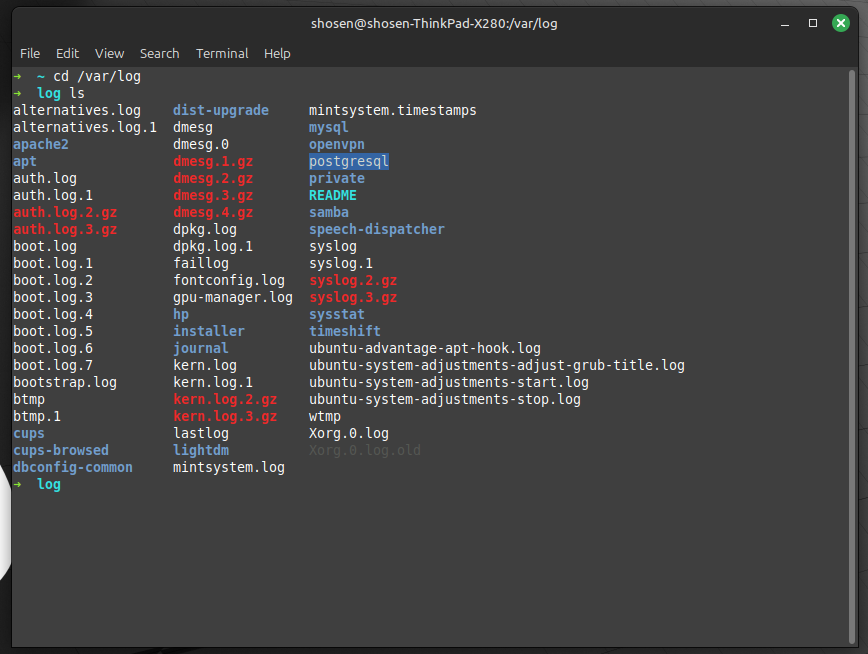 shosen@shosen-ThinkPad-X280:/var/log
File Edit View Search Terminal Help
➜ ~ cd /var/log
➜ log ls
alternatives.log dist-upgrade mintsystem.timestamps
alternatives.log.1 dmesg mysql
apache2 dmesg.0 openvpn
apt dmesg.1.gz postgresql
auth.log dmesg.2.gz private
auth.log.1 dmesg.3.gz README
auth.log.2.gz dmesg.4.gz samba
auth.log.3.gz dpkg.log speech-dispatcher
boot.log dpkg.log.1 syslog
boot.log.1 faillog syslog.1
boot.log.2 fontconfig.log syslog.2.gz
boot.log.3 gpu-manager.log syslog.3.gz
boot.log.4 hp sysstat
boot.log.5 installer timeshift
boot.log.6 journal ubuntu-advantage-apt-hook.log
boot.log.7 kern.log ubuntu-system-adjustments-adjust-grub-title.log
bootstrap.log kern.log.1 ubuntu-system-adjustments-start.log
btmp kern.log.2.gz ubuntu-system-adjustments-stop.log
btmp.1 kern.log.3.gz wtmp
cups lastlog Xorg.0.log
cups-browsed lightdm Xorg.0.log.old
dbconfig-common mintsystem.log
➜ log